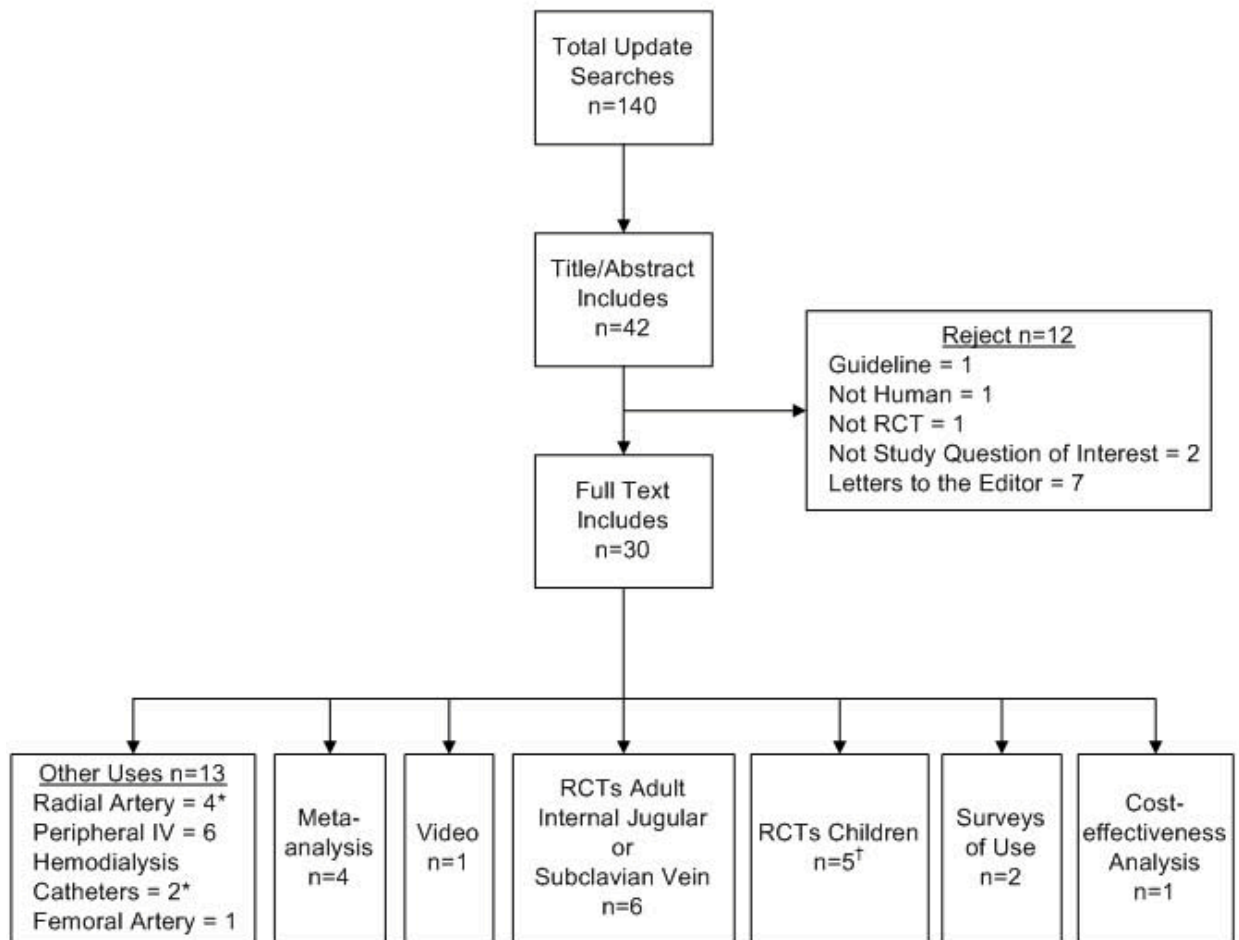 Total Update
Searches
n=140
Title/Abstract
Includes
n=42
Reject n=12
Guideline = 1
Not Human = 1
Not RCT = 1
Not Study Question of Interest = 2
Letters to the Editor = 7
Full Text
Includes
n=30
Other Uses n=13
Radial Artery = 4*
Peripheral IV = 6
Hemodialysis
Catheters = 2*
Femoral Artery = 1
Meta-
analysis
n=4
Video
n=1
RCTs Adult
Internal Jugular
or
Subclavian Vein
n=6
RCTs Children
n=5†
Surveys
of Use
n=2
Cost-
effectiveness
Analysis
n=1